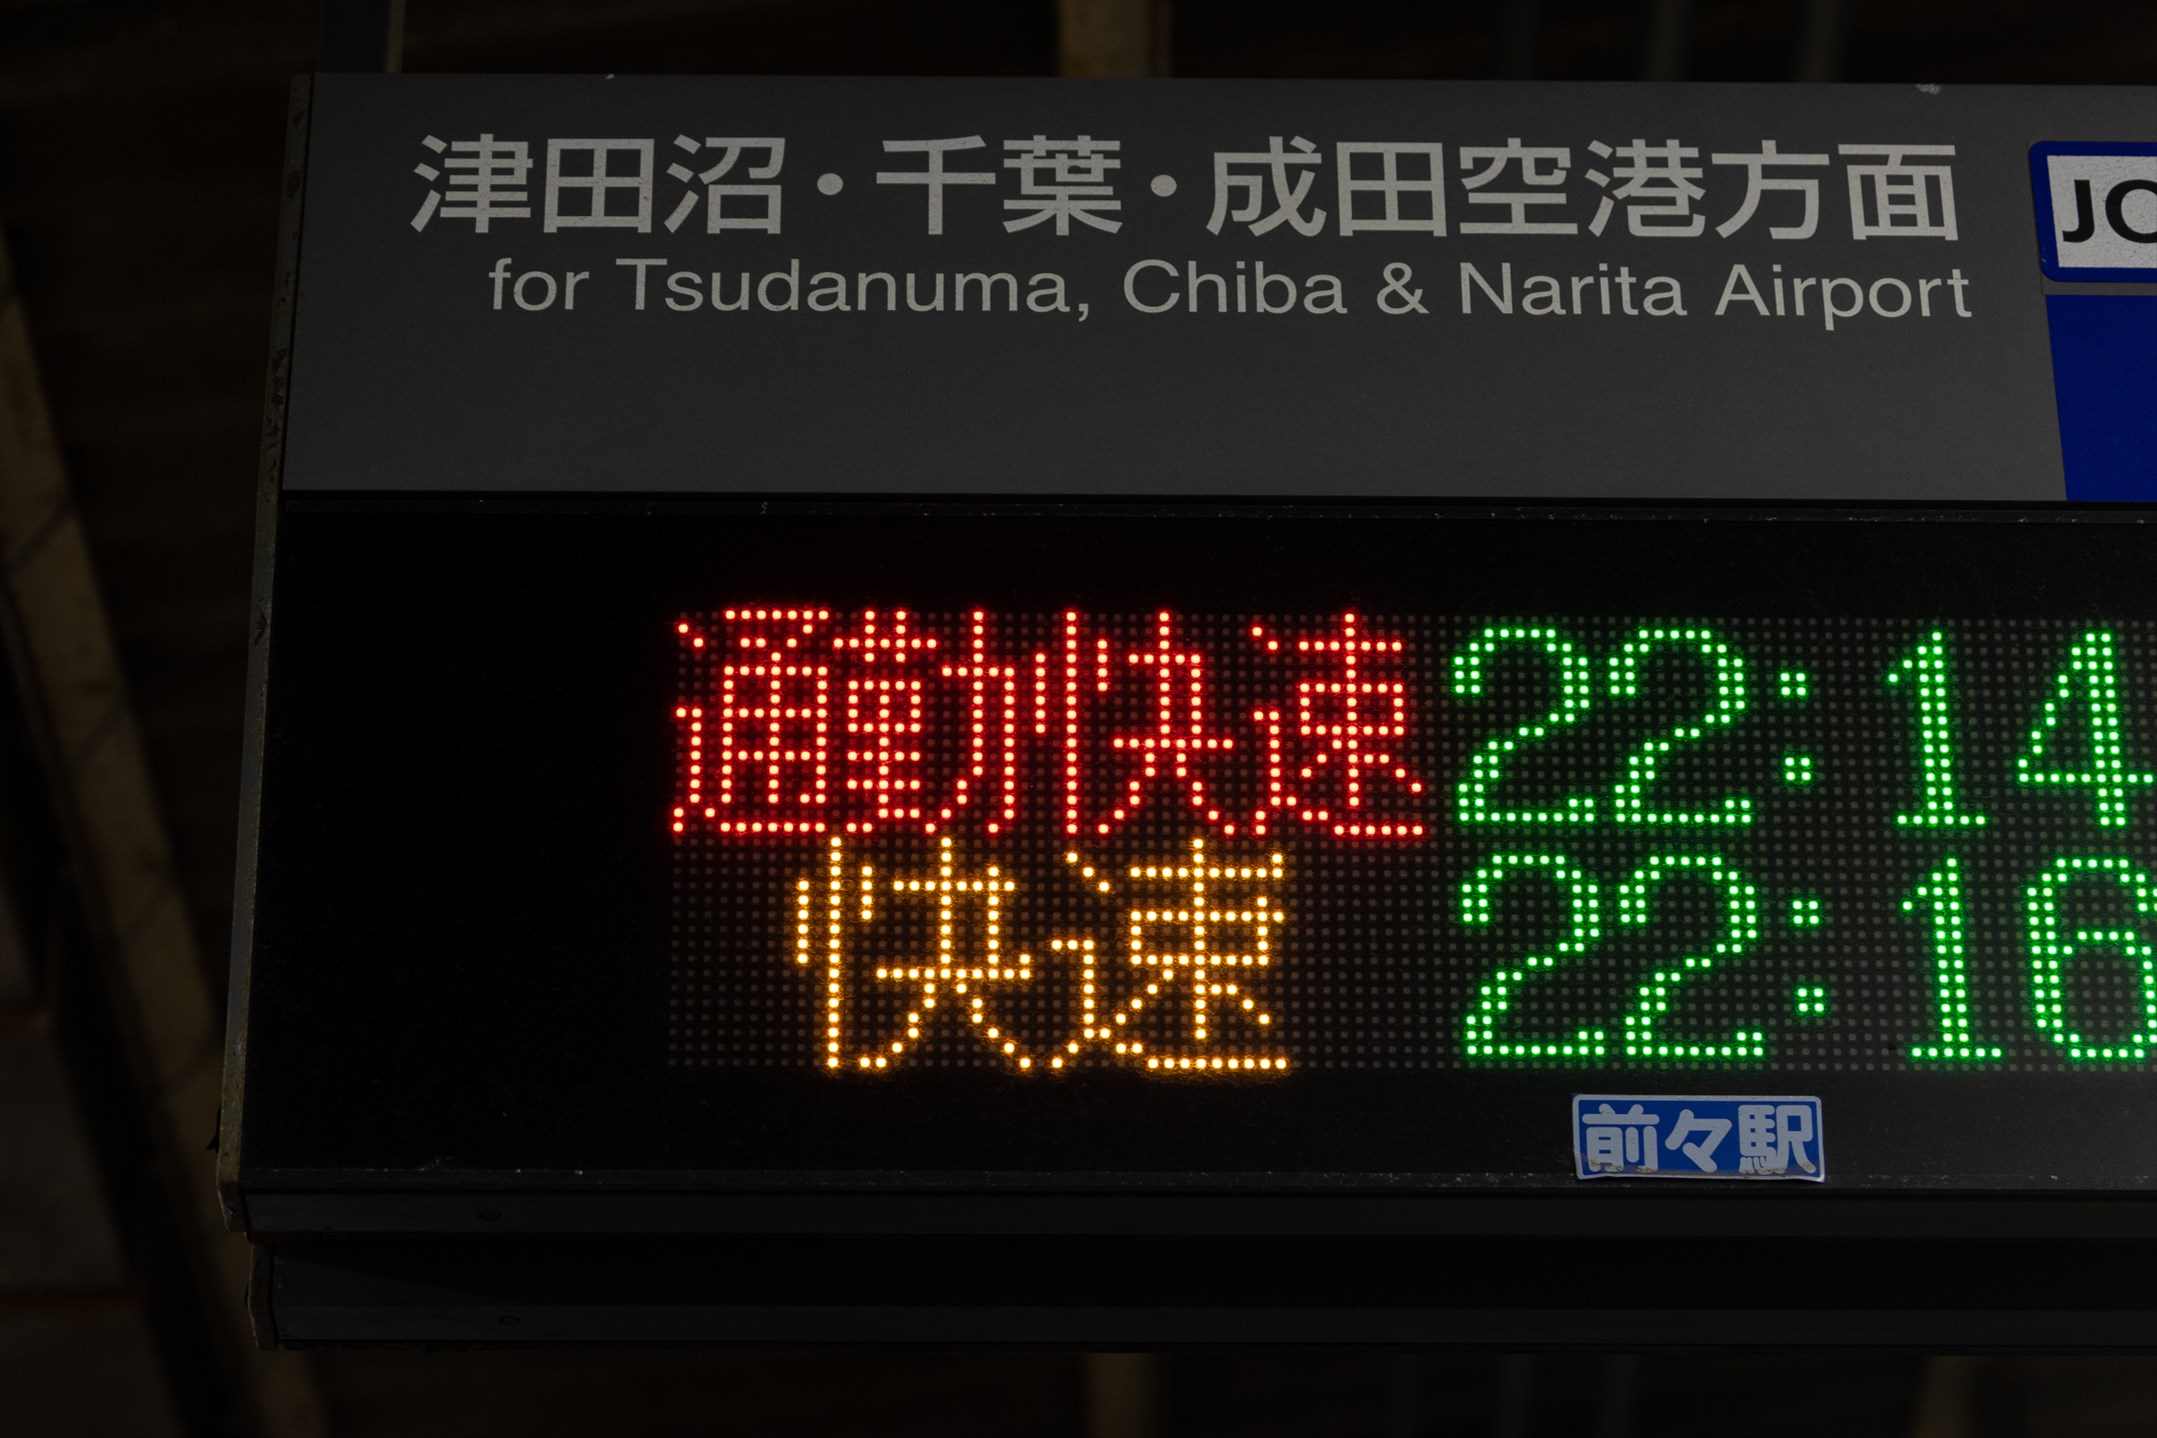 津田沼・千葉・成田空港方面
for Tsudanuma, Chiba & Narita Airport
JO
通勤快速 22:14
快速 22:16
前々駅